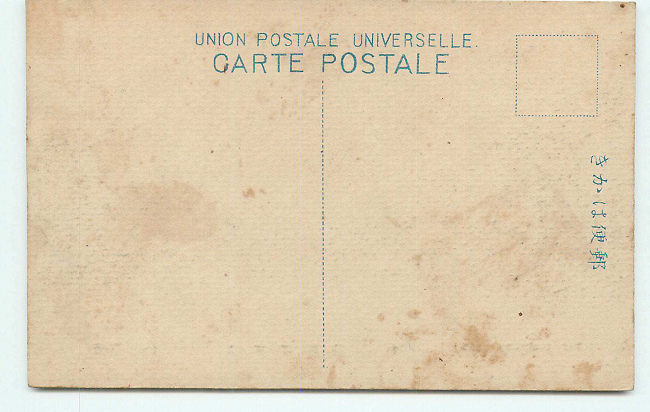 UNION POSTALE UNIVERSELLE.
CARTE POSTALE
きかは便郵